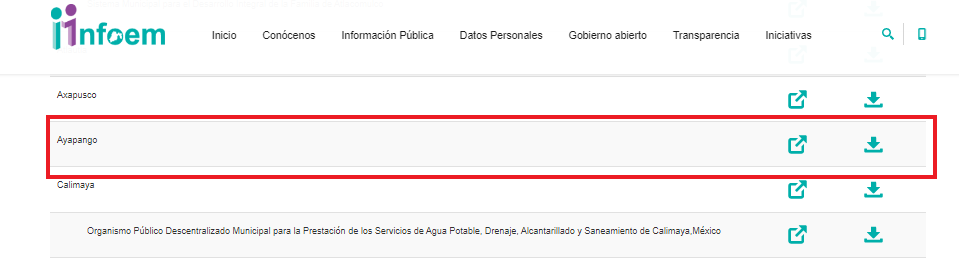 infoem
Inicio Conócenos Información Pública Datos Personales Gobierno abierto Transparencia Iniciativas
Axapusco
Ayapango
Calimaya
Organismo Público Descentralizado Municipal para la Prestación de los Servicios de Agua Potable, Drenaje, Alcantarillado y Saneamiento de Calimaya,México